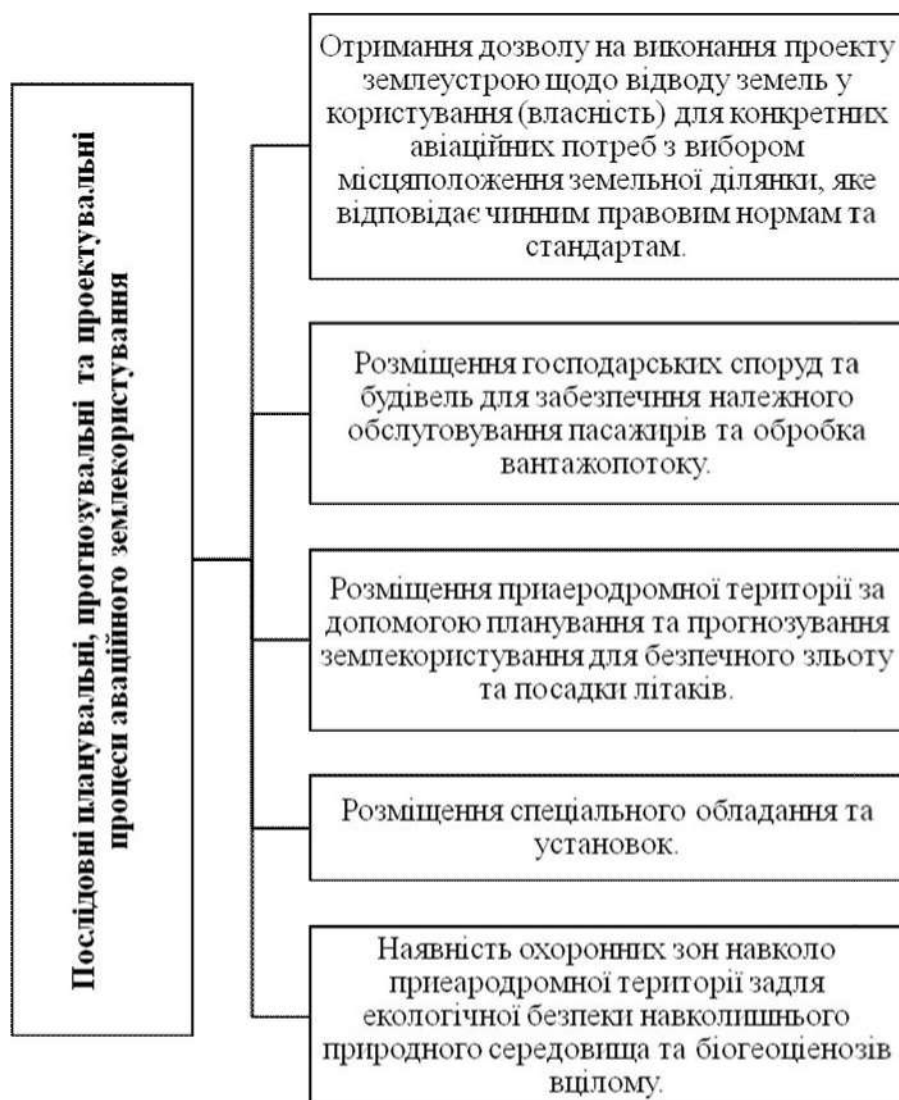 Послідовні планувальні, прогнозувальні та проектувальні
процеси аваційного землекористування
Отримання дозволу на виконання проекту
землеустрою щодо відводу земель у
користування (власність) для конкретних
авіаційних потреб з вибором
місцяположення земельної ділянки, яке
відповідає чинним правовим нормам та
стандартам.
Розміщення господарських споруд та
будівель для забезпечння належного
обслуговування пасажирів та обробка
вантажопотоку.
Розміщення приаеродромної території за
допомогою планування та прогнозування
землекористування для безпечного зльоту
та посадки літаків.
Розміщення спеціального обладання та
установок.
Наявність охоронних зон навколо
приеародромної території задля
екологічної безпеки навколишнього
природного середовища та біогеоціенозів
вцілому.